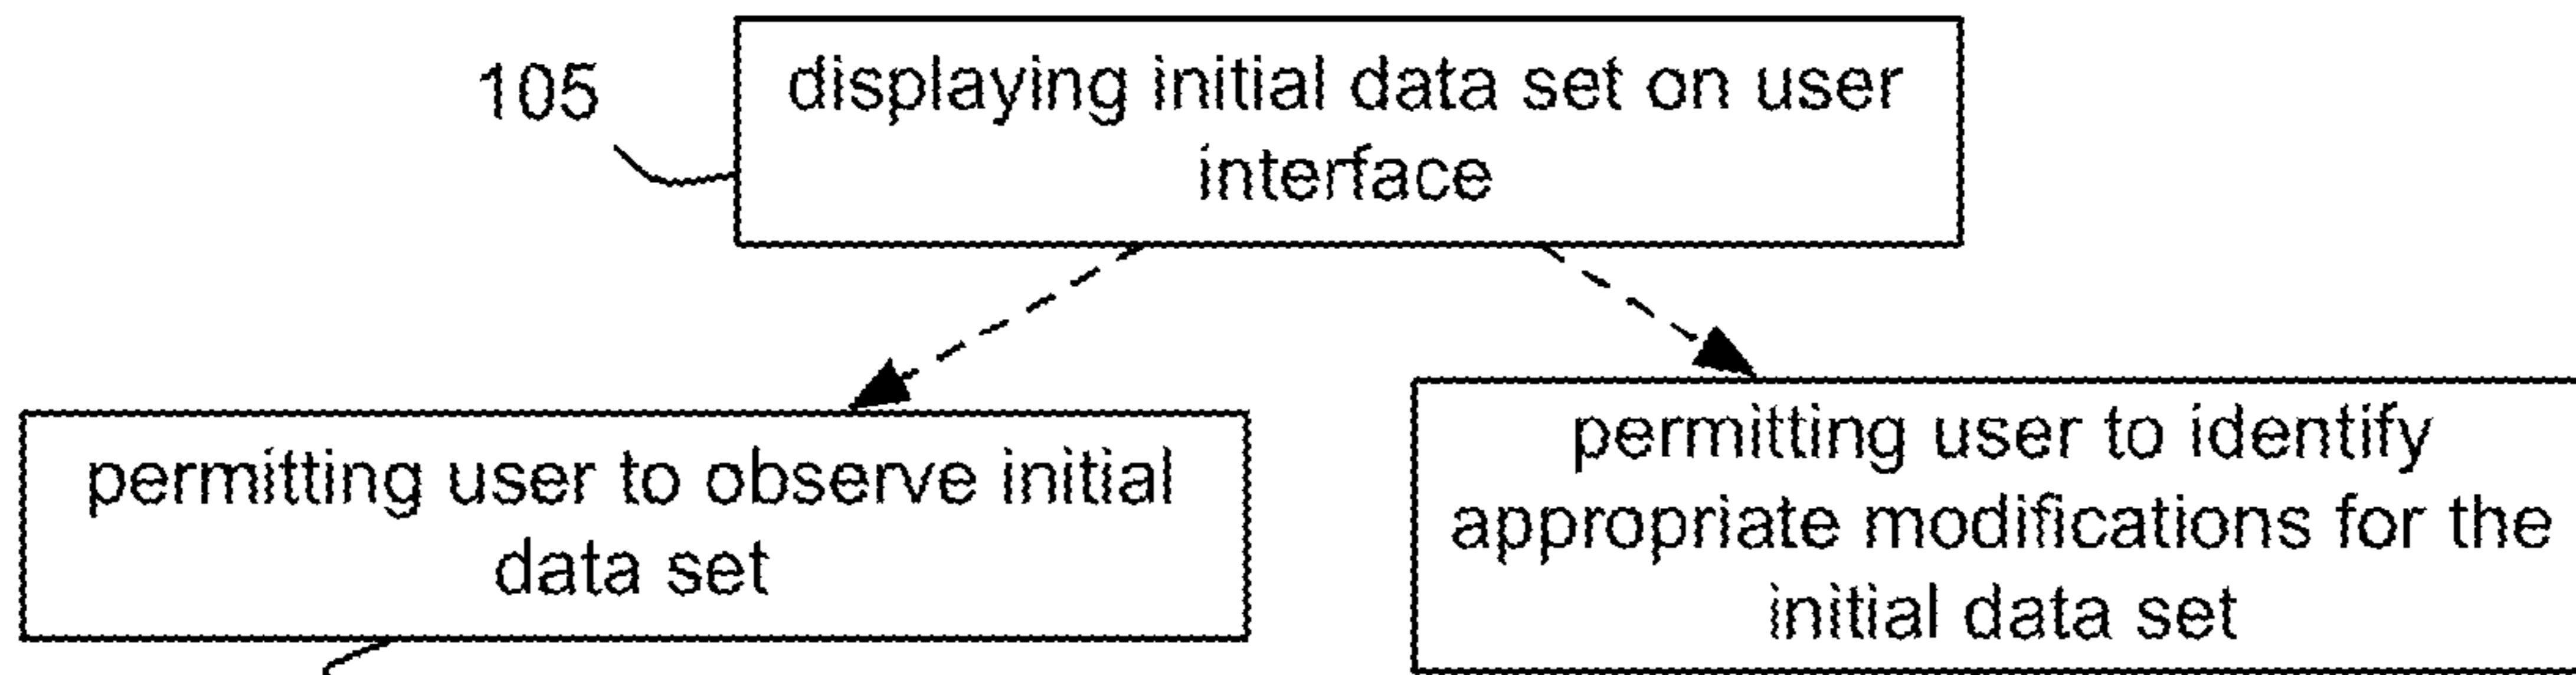 105
displaying initial data set on user
interface
permitting user to observe initial
data set
permitting user to identify
appropriate modifications for the
initial data set